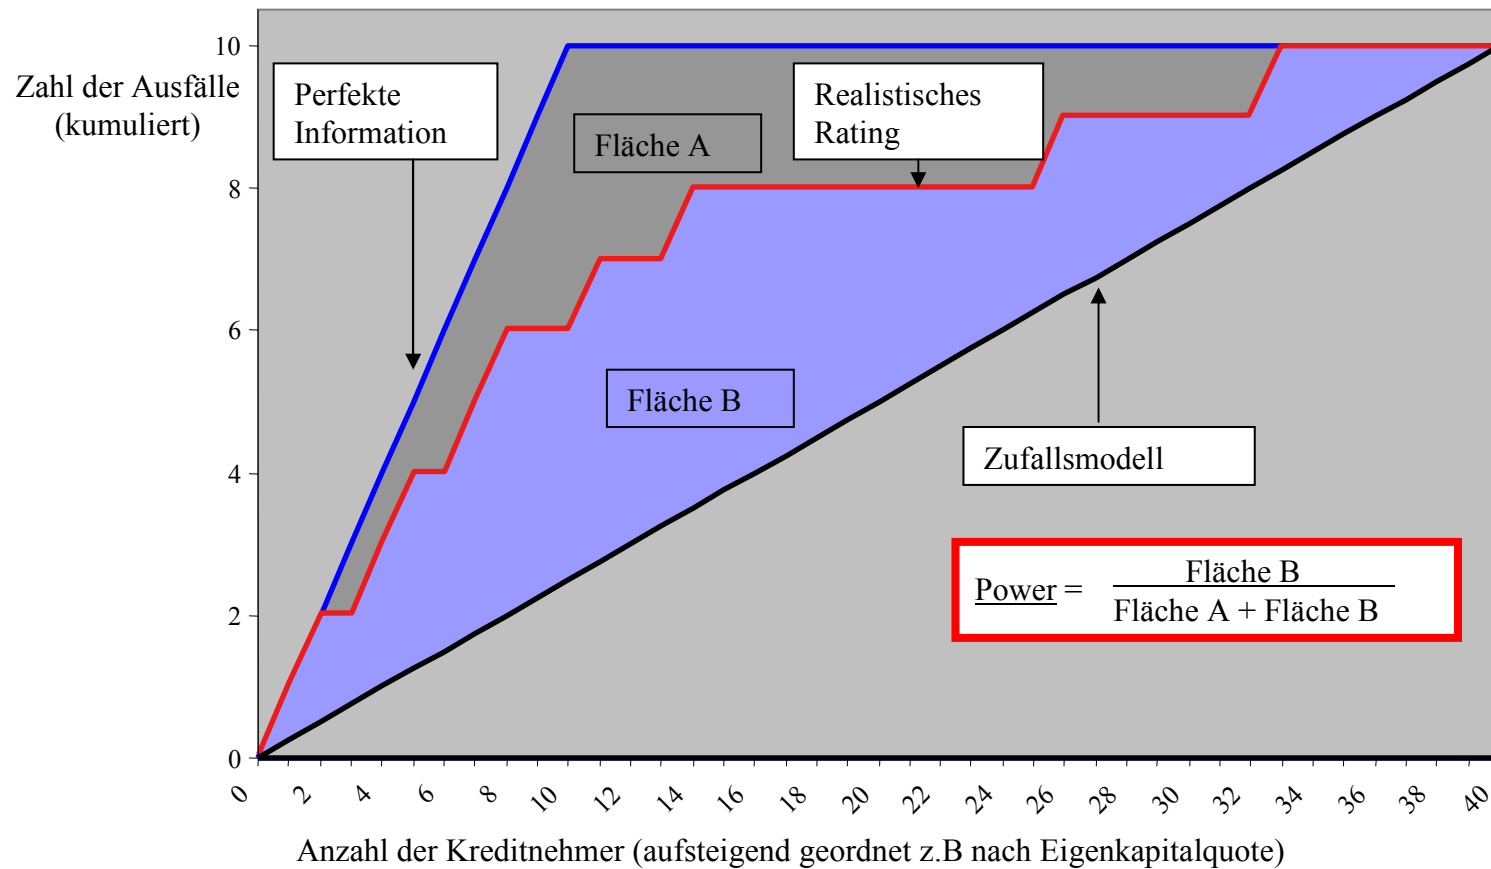 10
Zahl der Ausfälle
(kumuliert)
Perfekte
Information
Fläche A
Realistisches
Rating
8
6
Fläche B
4
Zufallsmodell
Power = Fläche B
Fläche A + Fläche B
2
0
0 2 4 6 8 10 12 14 16 18 20 22 24 26 28 30 32 34 36 38 40
Anzahl der Kreditnehmer (aufsteigend geordnet z.B nach Eigenkapitalquote)